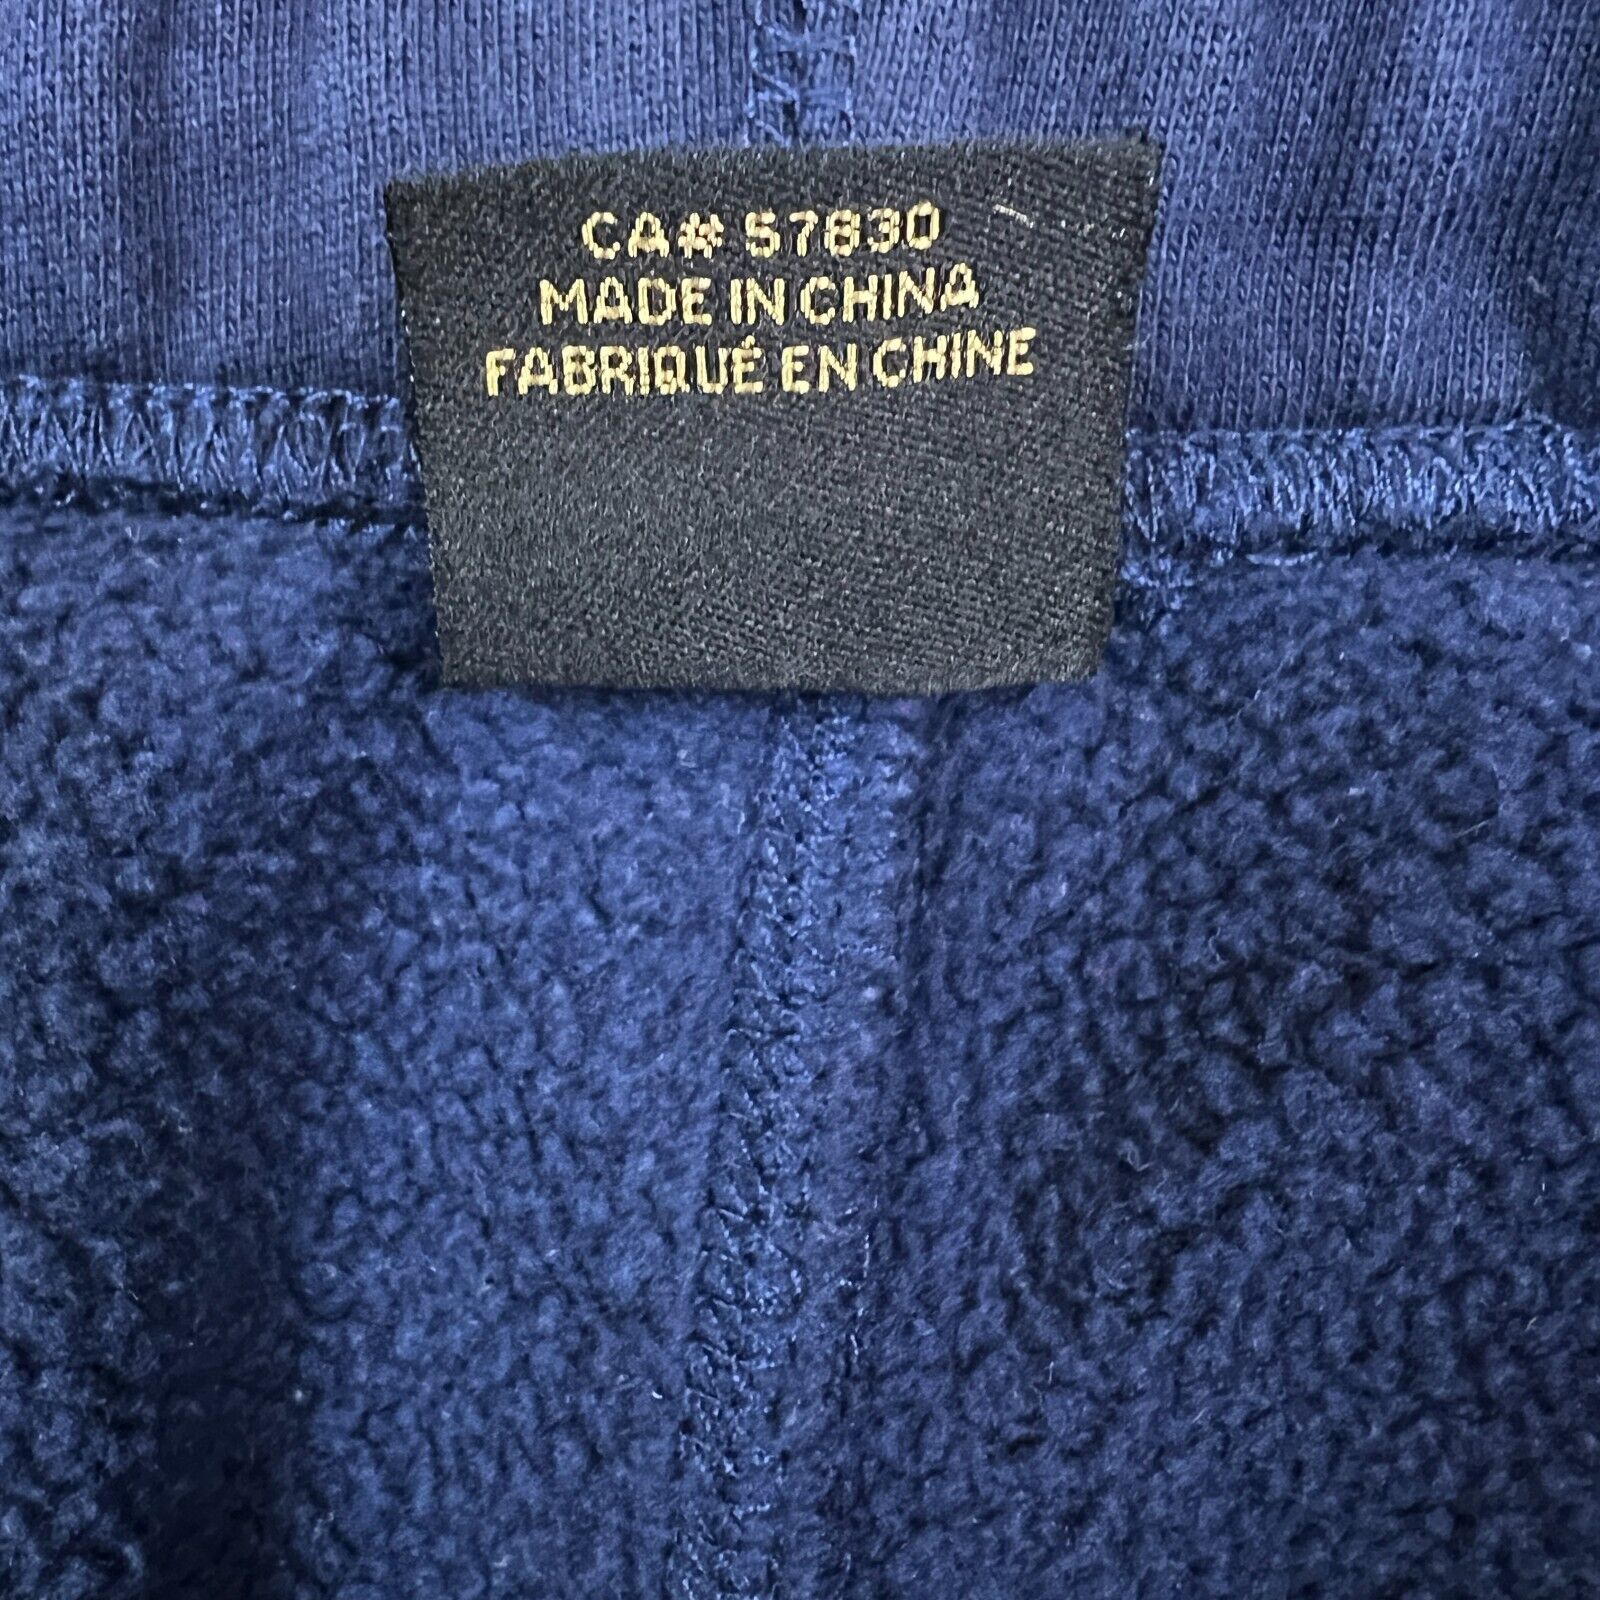 CA# 57830
MADE IN CHINA
FABRIQUÉ EN CHINE